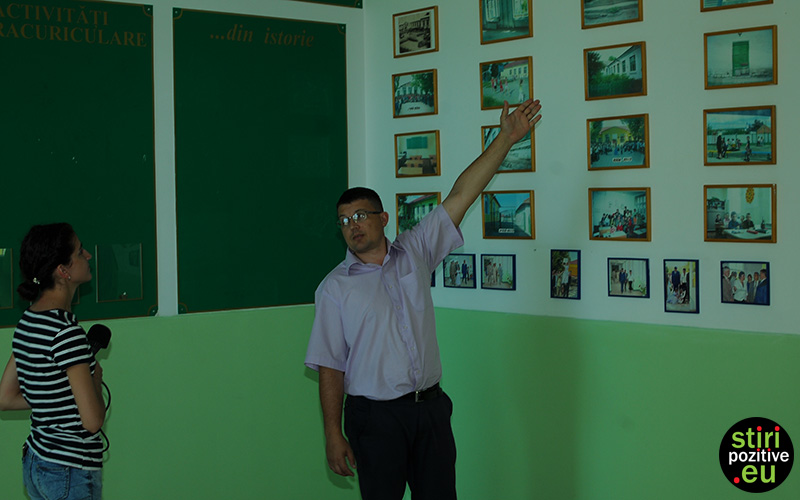 ACTIVITĂȚI
RACURICULARE
...din istorie
stiri
pozitive
.eu